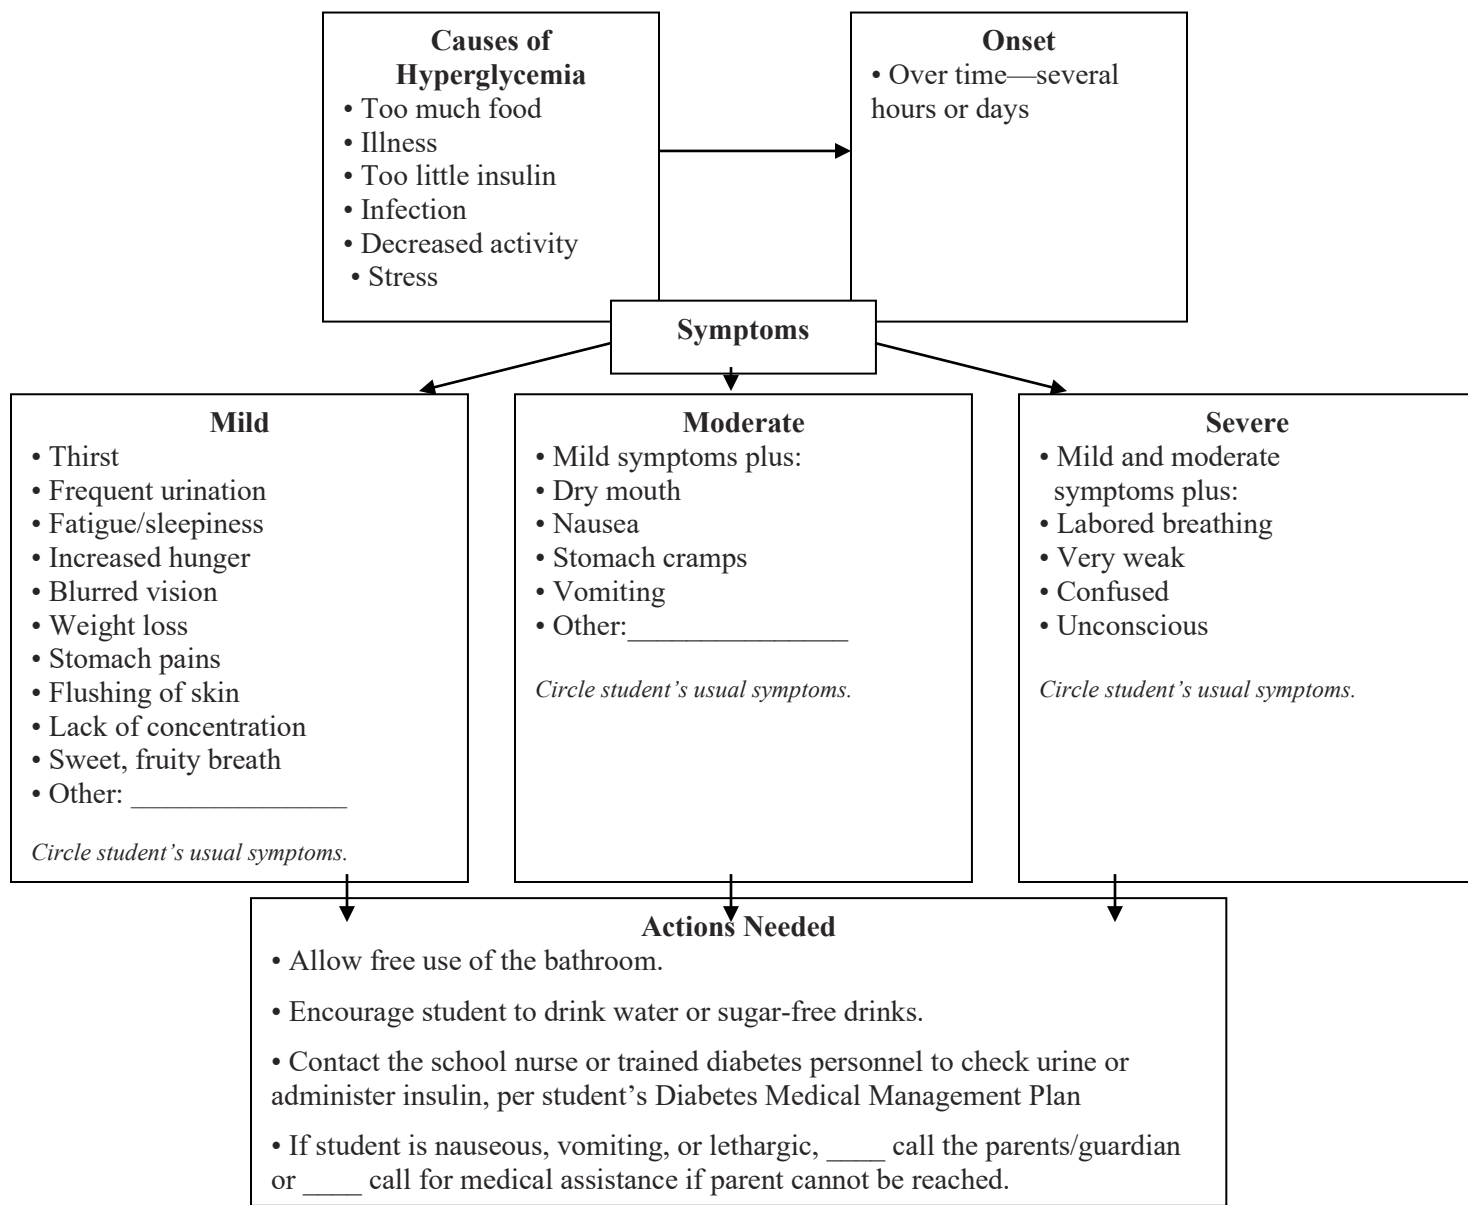 Causes of
Hyperglycemia
• Too much food
• Illness
• Too little insulin
• Infection
• Decreased activity
• Stress
Onset
• Over time—several
hours or days
Symptoms
Mild
• Thirst
• Frequent urination
• Fatigue/sleepiness
• Increased hunger
• Blurred vision
• Weight loss
• Stomach pains
• Flushing of skin
• Lack of concentration
• Sweet, fruity breath
• Other: _______________
Circle student’s usual symptoms.
Moderate
• Mild symptoms plus:
• Dry mouth
• Nausea
• Stomach cramps
• Vomiting
• Other:_______________
Circle student’s usual symptoms.
Severe
• Mild and moderate
symptoms plus:
• Labored breathing
• Very weak
• Confused
• Unconscious
Circle student’s usual symptoms.
Actions Needed
• Allow free use of the bathroom.
• Encourage student to drink water or sugar-free drinks.
• Contact the school nurse or trained diabetes personnel to check urine or
administer insulin, per student’s Diabetes Medical Management Plan
• If student is nauseous, vomiting, or lethargic, ____ call the parents/guardian
or ____ call for medical assistance if parent cannot be reached.